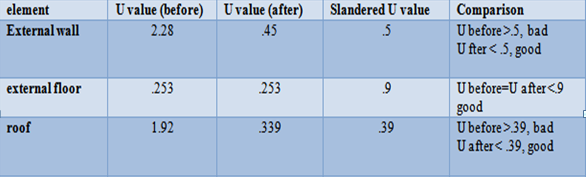 element U value (before) U value (after) Slandered U value Comparison
External wall 2.28 .45 .5 U before>.5, bad
U fter< .5, good
external floor .253 .253 .9 U before=U after<.9
good
roof 1.92 .339 .39 U before>.39, bad
U after< .39, good